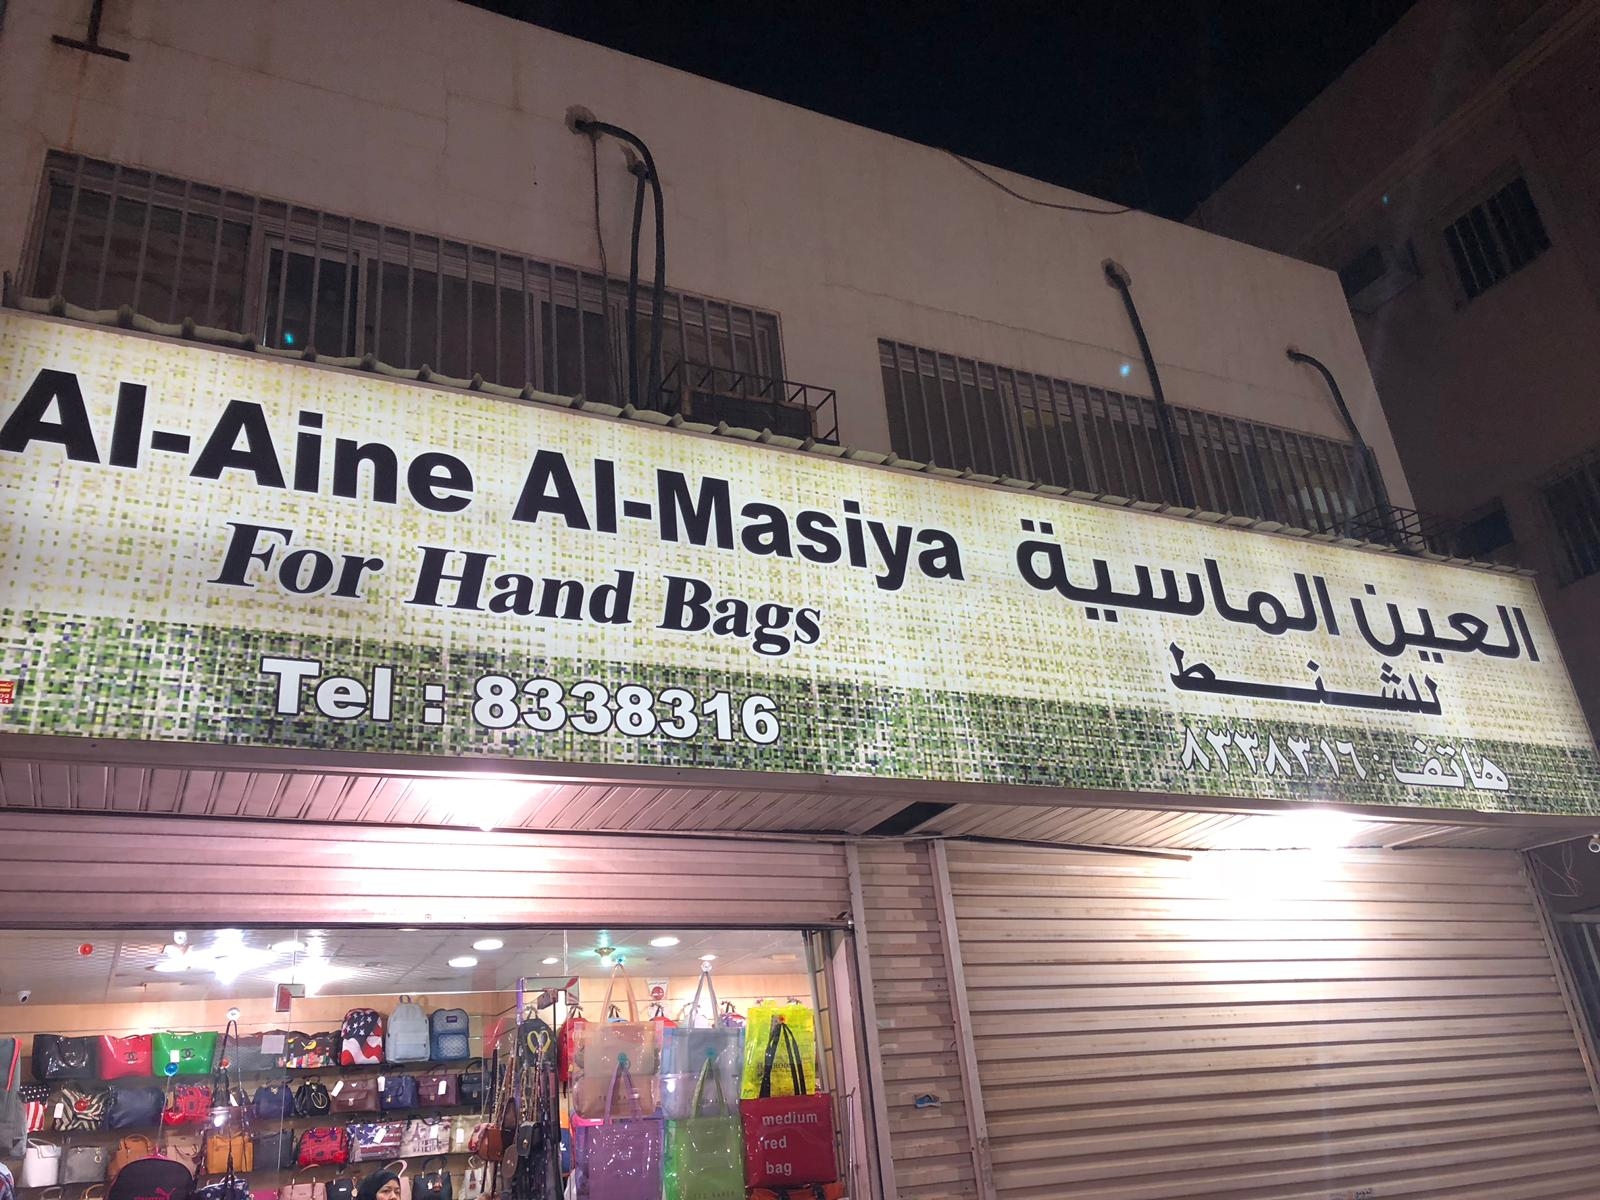 Al-Aine Al-Masiya
For Hand Bags
Tel : 8338316
العين الماسية
للشنط
هاتف : ٨٣٣٨٣١٦
medium
red
bag